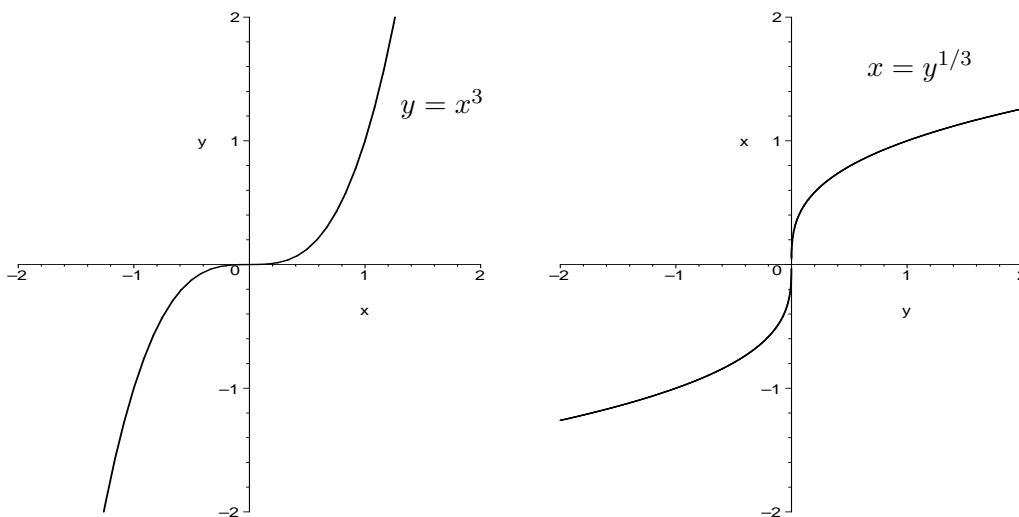 2
y = x^3
y
1
–2
–1
0
1
2
x
–1
–2
2
x = y^{1/3}
x
1
–2
–1
0
1
y
–1
–2